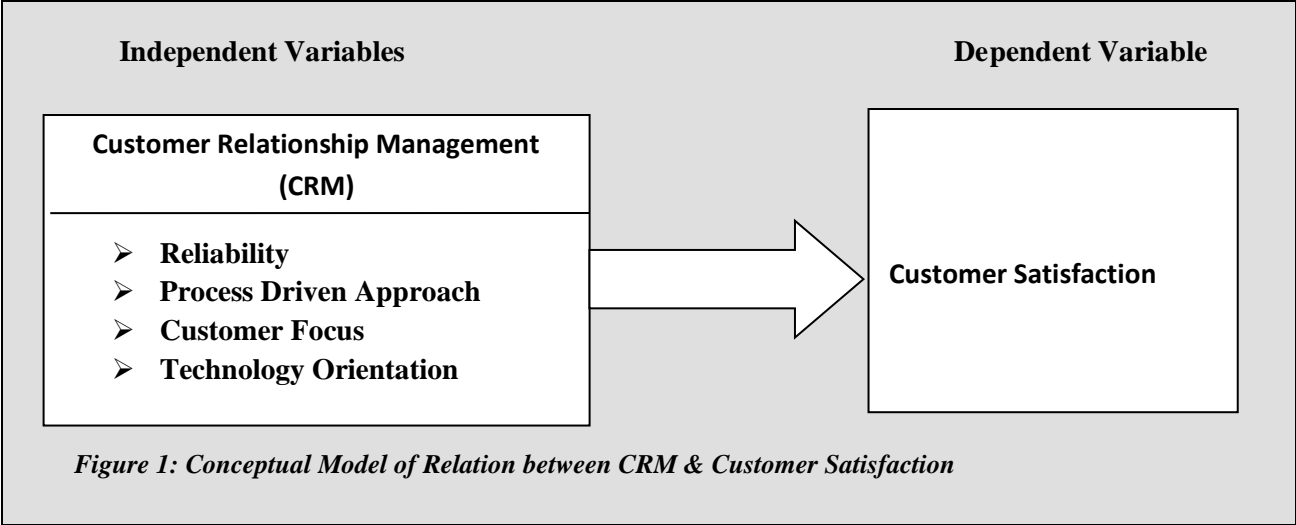 Independent Variables
Dependent Variable
Customer Relationship Management
(CRM)
➢ Reliability
➢ Process Driven Approach
➢ Customer Focus
➢ Technology Orientation
Customer Satisfaction
Figure 1: Conceptual Model of Relation between CRM & Customer Satisfaction